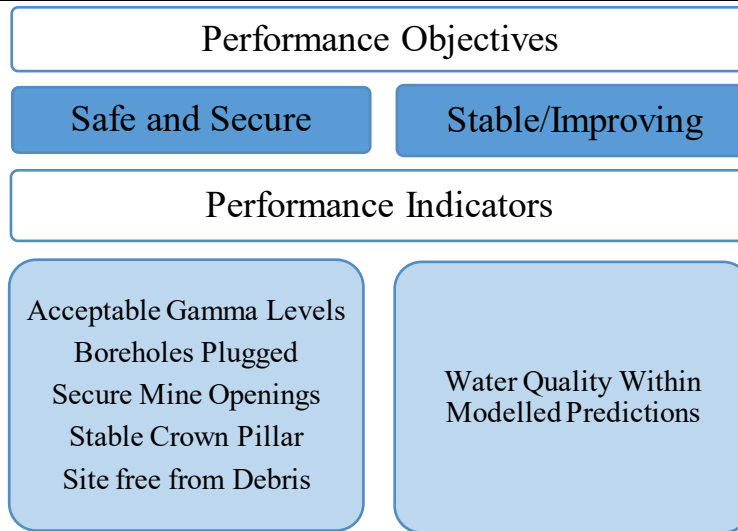 Performance Objectives
Safe and Secure
Stable/Improving
Performance Indicators
Acceptable Gamma Levels
Boreholes Plugged
Secure Mine Openings
Stable Crown Pillar
Site free from Debris
Water Quality Within
Modelled Predictions